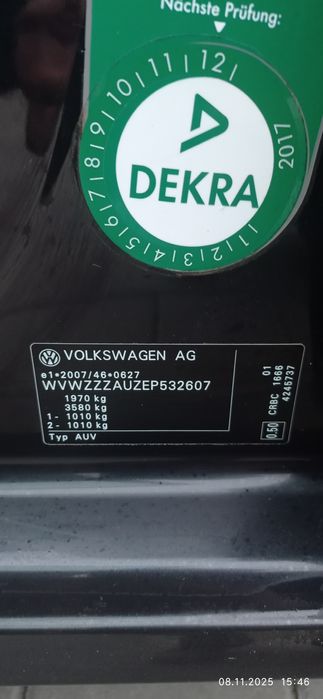 Nächste Prüfung:
1 2 3 4 5 6 7 8 9 10 11 12
2017
DEKRA
VOLKSWAGEN AG
e1*2007/46*0627
WVWZZZAUZEP532607
1970 kg
3580 kg
1- 1010 kg
2- 1010 kg
Typ AUV
0.50
CRBC 1666
4245737
01
08.11.2025 15:46